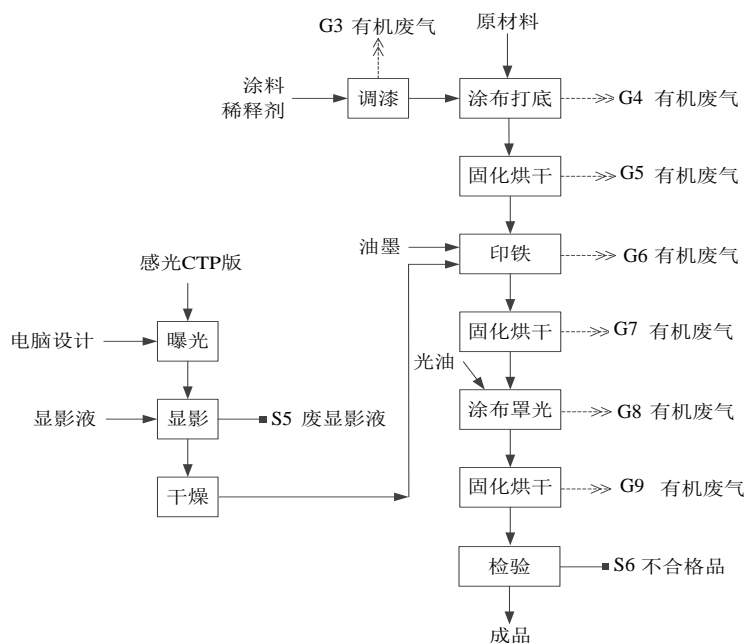 G3 有机废气
原材料
涂料
稀释剂
调漆
涂布打底
G4 有机废气
固化烘干
G5 有机废气
油墨
印铁
G6 有机废气
感光CTP版
电脑设计
曝光
固化烘干
G7 有机废气
光油
显影液
显影
S5 废显影液
涂布罩光
G8 有机废气
干燥
固化烘干
G9 有机废气
检验
S6 不合格品
成品